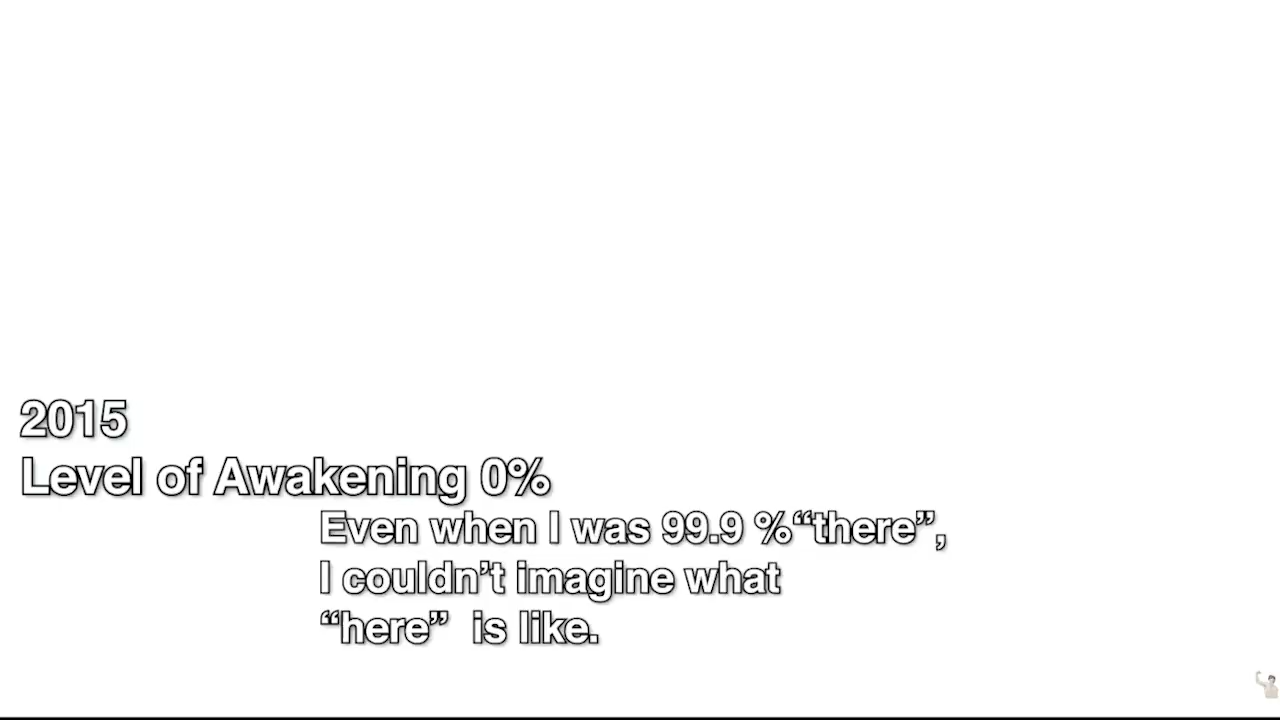 2015
Level of Awakening 0%
Even when I was 99.9 %“there”,
I couldn’t imagine what
“here”  is like.